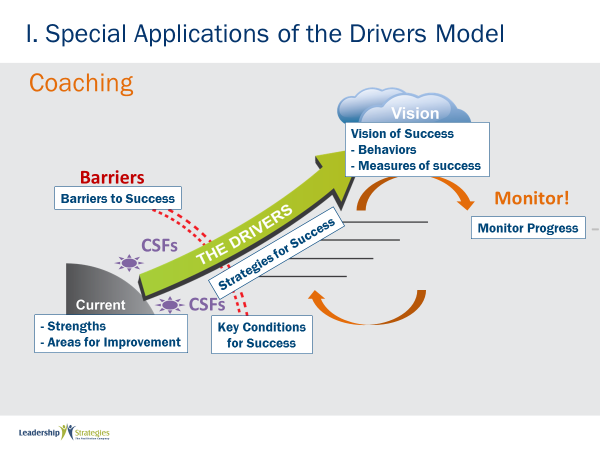 I. Special Applications of the Drivers Model
Coaching
Vision
Vision of Success
- Behaviors
- Measures of success
Barriers
Barriers to Success
Monitor!
Monitor Progress
THE DRIVERS
Strategies for Success
CSFs
CSFs
Current
- Strengths
- Areas for Improvement
Key Conditions
for Success
Leadership Strategies
The Facilitation Company